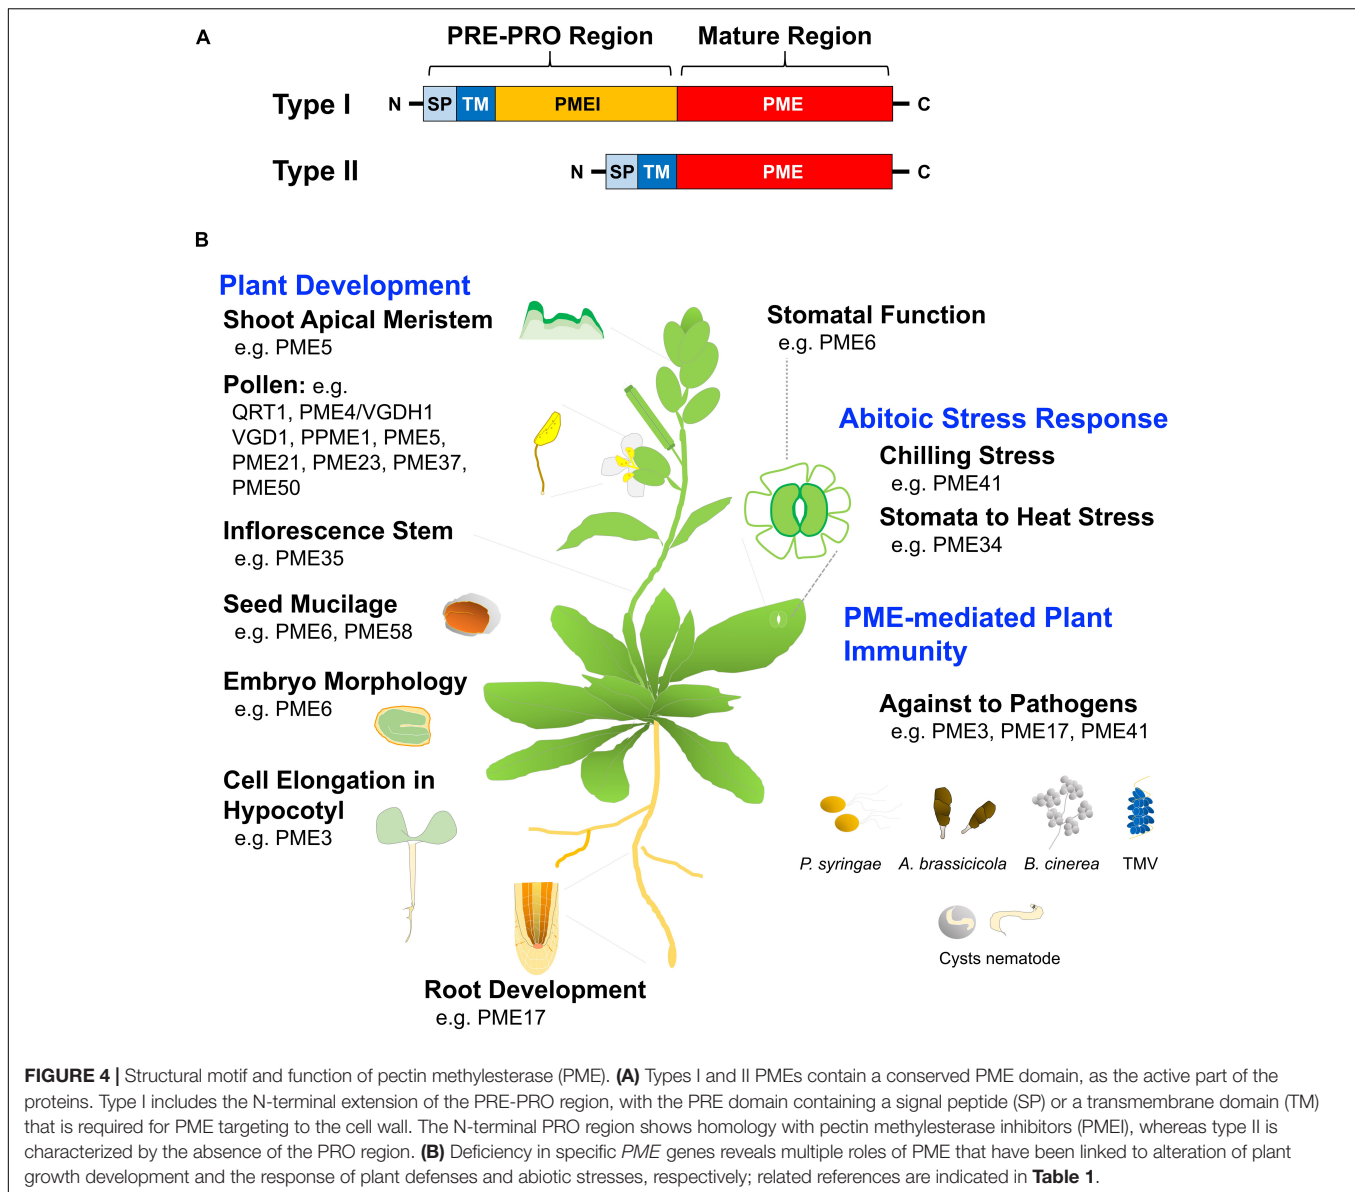 A
PRE-PRO Region
Mature Region
Type I
N
SP
TM
PMEI
PME
C
Type II
N
SP
TM
PME
C
B
Plant Development
Shoot Apical Meristem
e.g. PME5
Pollen: e.g.
QRT1, PME4/VGDH1
VGD1, PPME1, PME5,
PME21, PME23, PME37,
PME50
Inflorescence Stem
e.g. PME35
Seed Mucilage
e.g. PME6, PME58
Embryo Morphology
e.g. PME6
Cell Elongation in
Hypocotyl
e.g. PME3
Root Development
e.g. PME17
Stomatal Function
e.g. PME6
Abitoic Stress Response
Chilling Stress
e.g. PME41
Stomata to Heat Stress
e.g. PME34
PME-mediated Plant
Immunity
Against to Pathogens
e.g. PME3, PME17, PME41
P. syringae
A. brassicicola
B. cinerea
TMV
Cysts nematode
FIGURE 4 | Structural motif and function of pectin methylesterase (PME). (A) Types I and II PMEs contain a conserved PME domain, as the active part of the
proteins. Type I includes the N-terminal extension of the PRE-PRO region, with the PRE domain containing a signal peptide (SP) or a transmembrane domain (TM)
that is required for PME targeting to the cell wall. The N-terminal PRO region shows homology with pectin methylesterase inhibitors (PMEI), whereas type II is
characterized by the absence of the PRO region. (B) Deficiency in specific PME genes reveals multiple roles of PME that have been linked to alteration of plant
growth development and the response of plant defenses and abiotic stresses, respectively; related references are indicated in Table 1.